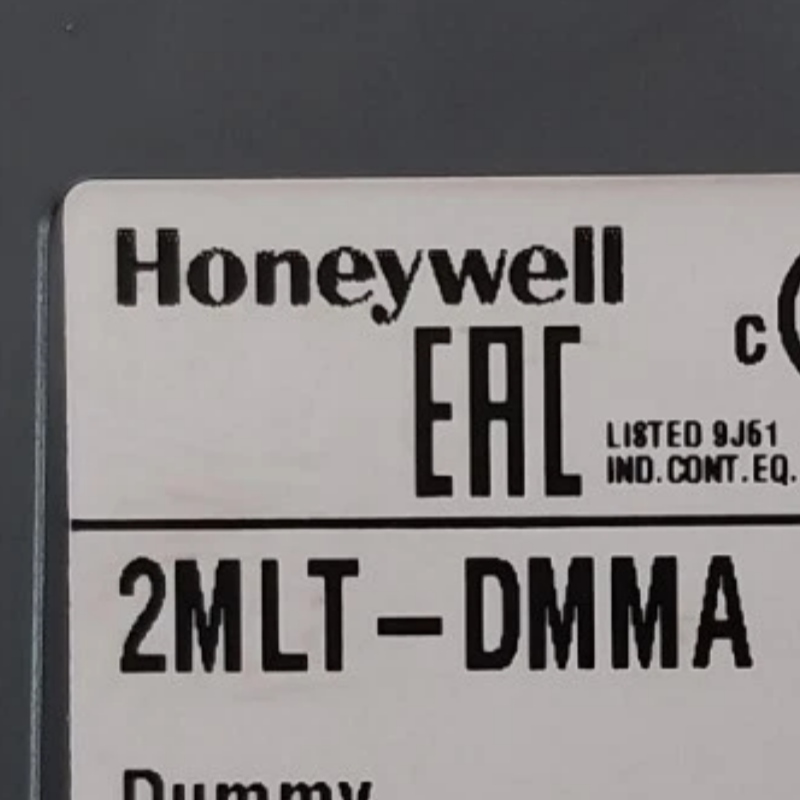 Honeywell
EAC
c
LISTED 9J61
IND.CONT.EQ.
2MLT-DMMA
Dummy